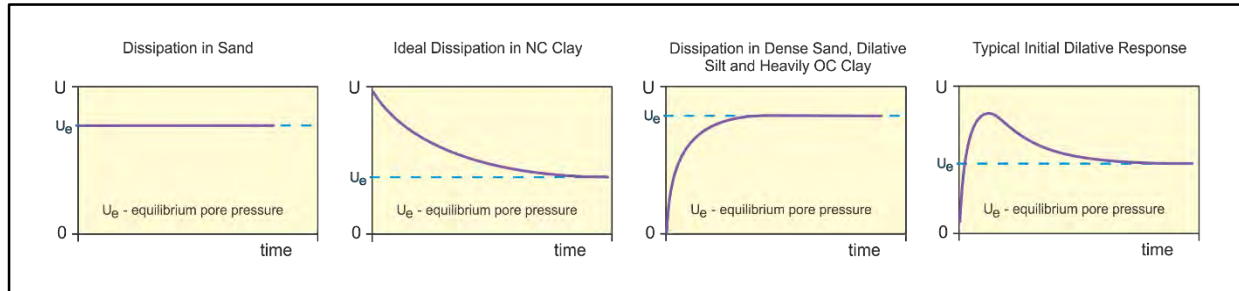 Dissipation in Sand
U
Ue
Ue - equilibrium pore pressure
0
time
Ideal Dissipation in NC Clay
U
Ue
Ue - equilibrium pore pressure
0
time
Dissipation in Dense Sand, Dilative
Silt and Heavily OC Clay
U
Ue
Ue - equilibrium pore pressure
0
time
Typical Initial Dilative Response
U
Ue
Ue - equilibrium pore pressure
0
time